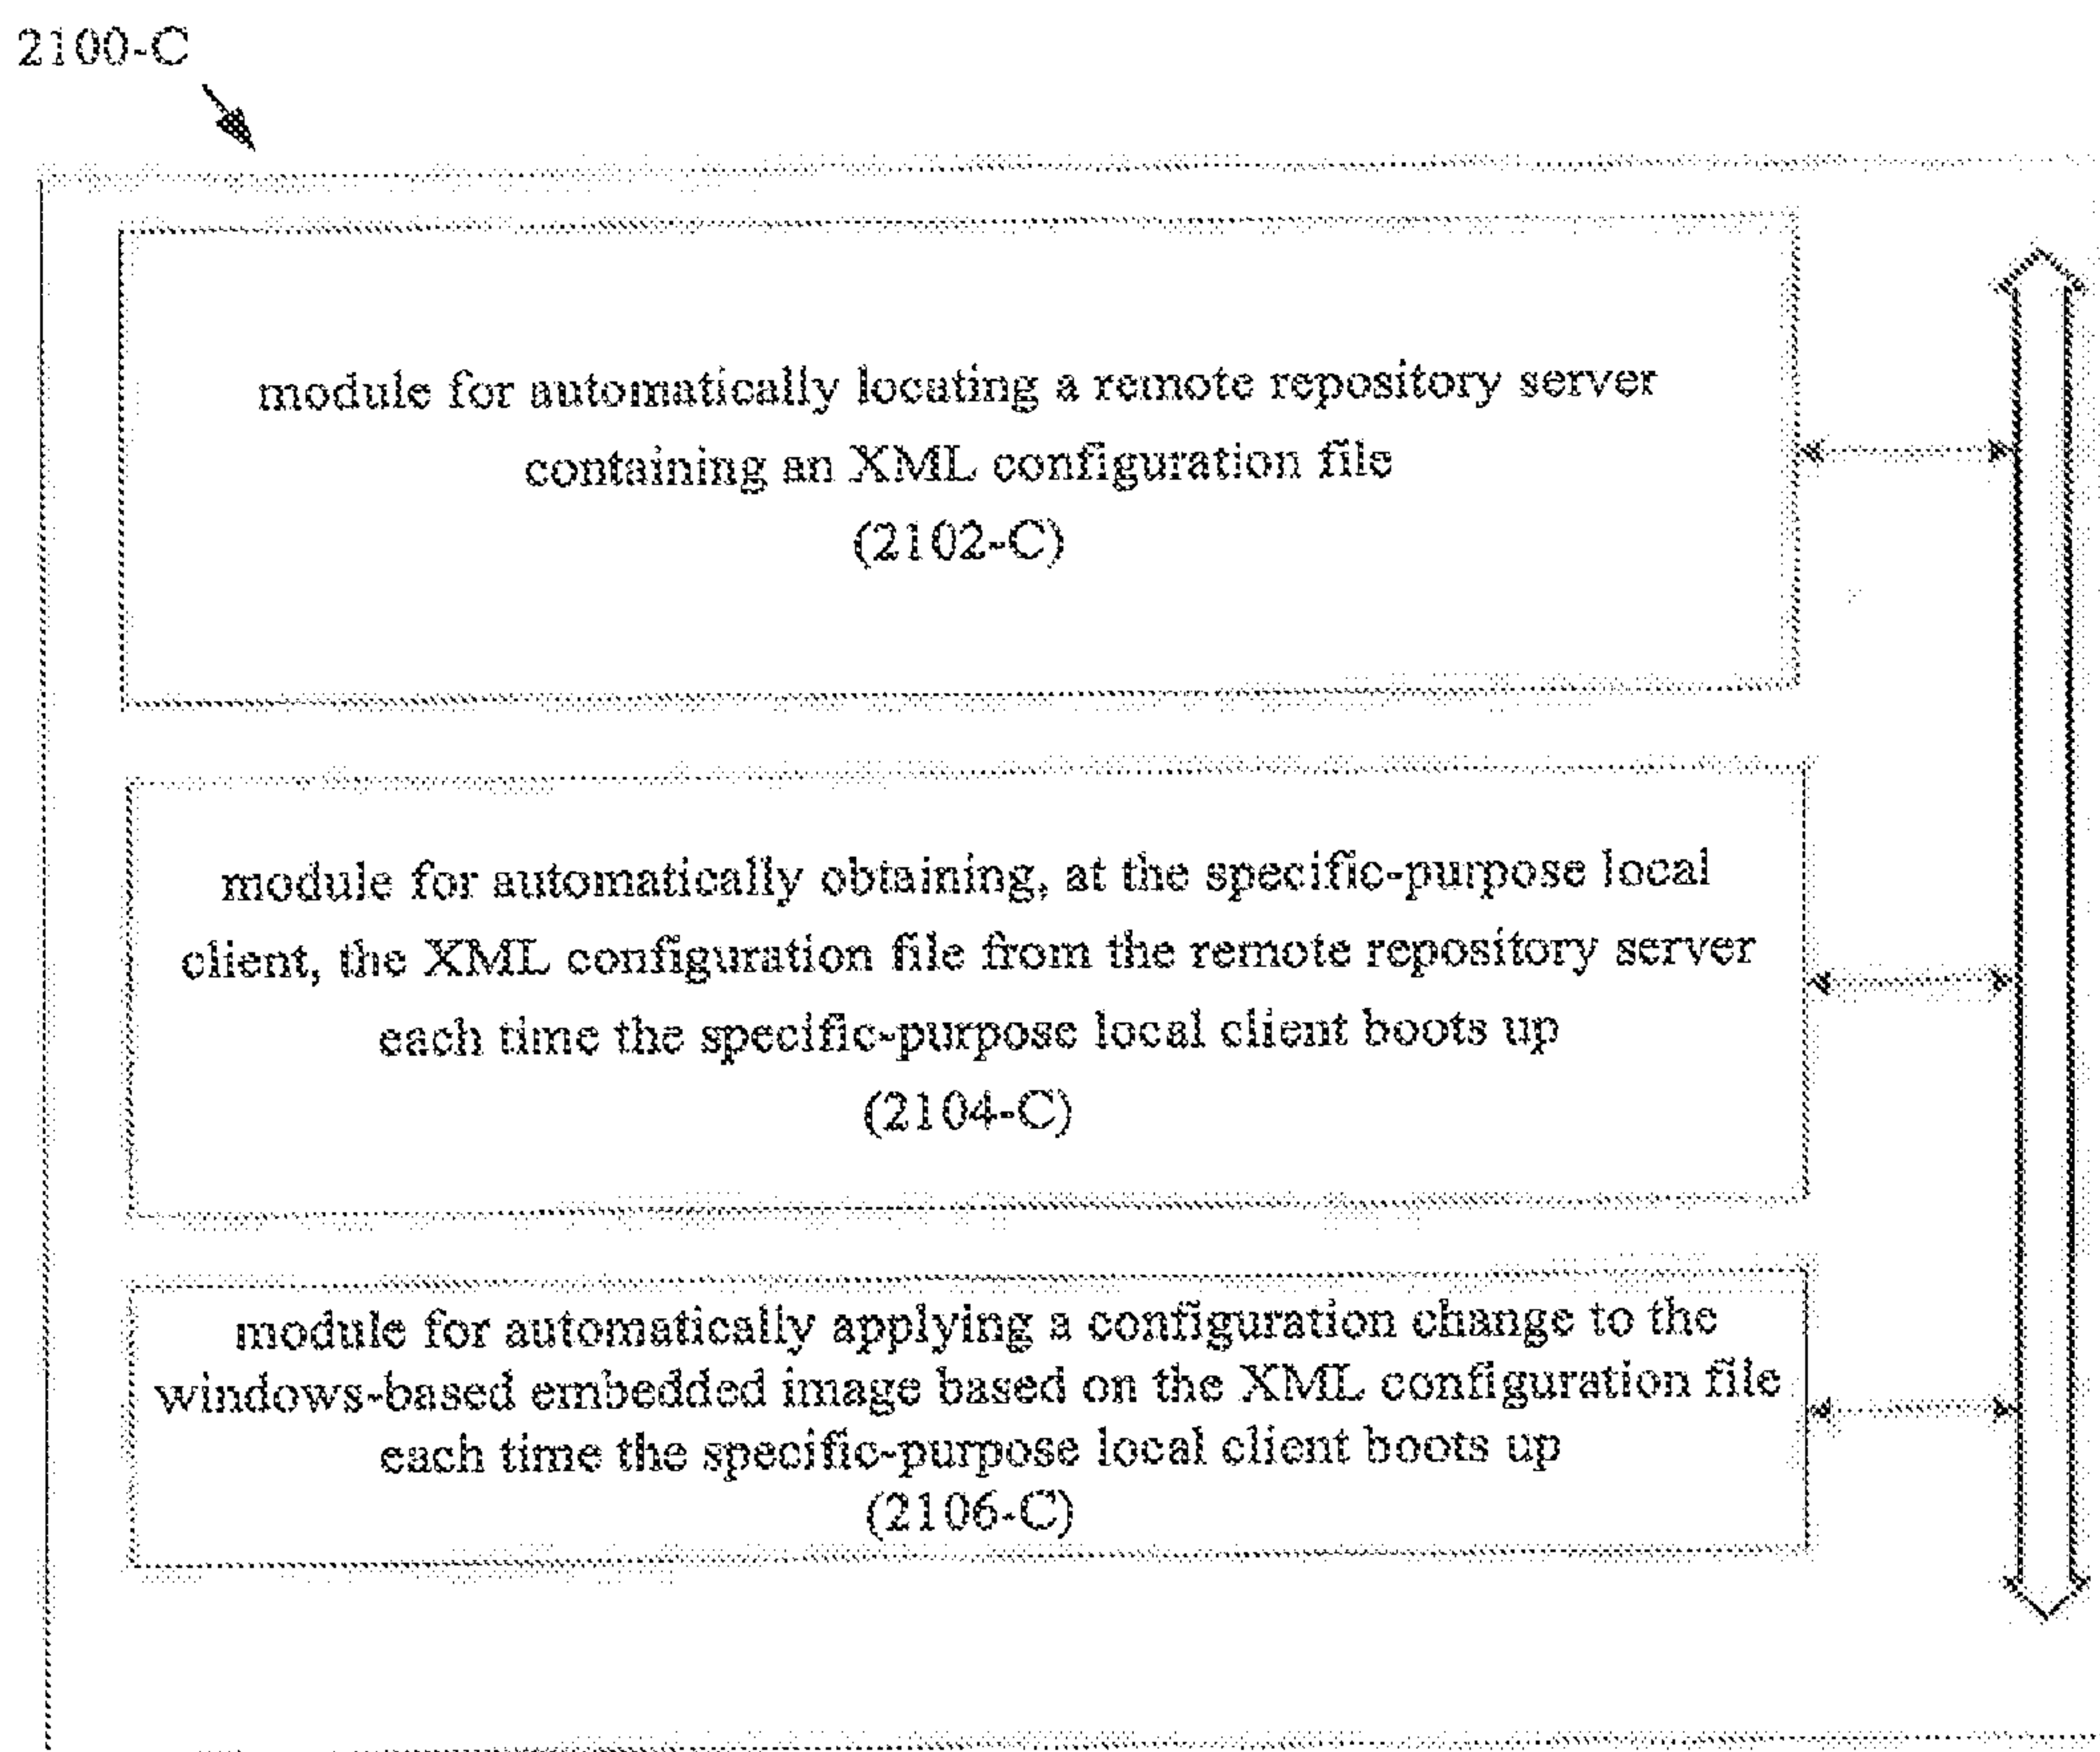 2100-C
module for automatically locating a remote repository server
containing an XML configuration file
(2102-C)
module for automatically obtaining, at the specific-purpose local
client, the XML configuration file from the remote repository server
each time the specific-purpose local client boots up
(2104-C)
module for automatically applying a configuration change to the
windows-based embedded image based on the XML configuration file
each time the specific-purpose local client boots up
(2106-C)